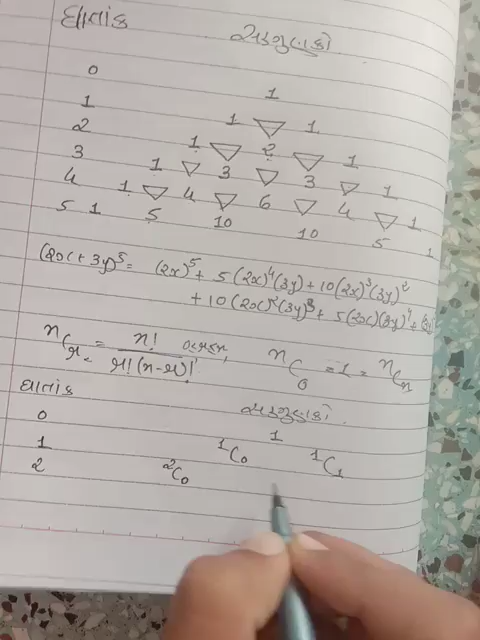 ઘાતાંક સહગુણકો
0 1
1 1 1
2 1 2 1
3 1 3 3 1
4 1 4 6 4 1
5 1 5 10 10 5 1
(2x + 3y)⁵ = (2x)⁵ + 5(2x)⁴(3y) + 10(2x)³(3y)²
+ 10(2x)²(3y)³ + 5(2x)(3y)⁴ + (3y
nCr = n! / r!(n-r)! nC0 = 1 = nCn
ઘાતાંક સહગુણકો
0 1
1 ¹C₀ ¹C₁
2 ²C₀